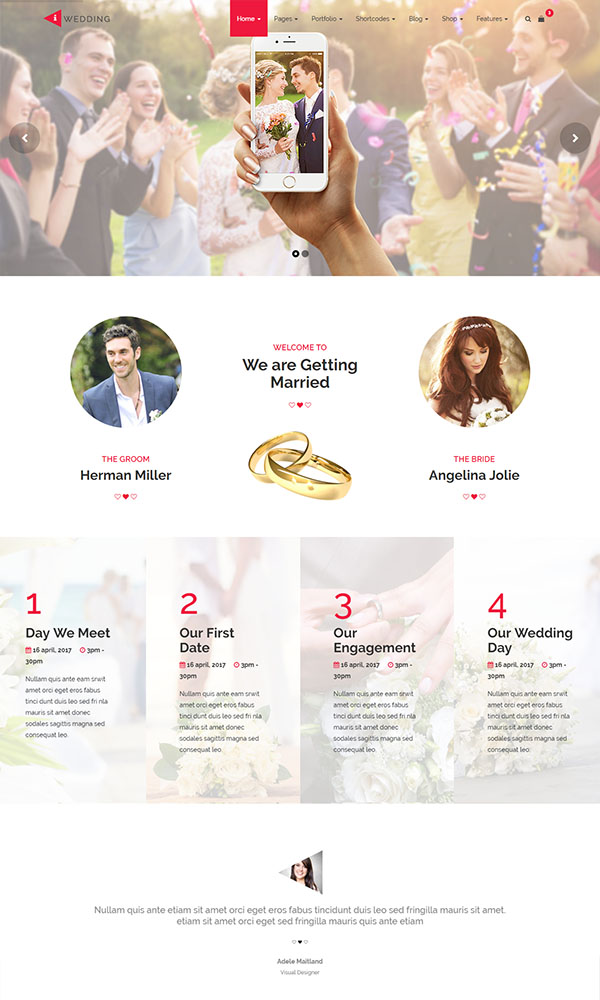 i WEDDING
Home Pages Portfolio Shortcodes Blog Shop Features 3
WELCOME TO
We are Getting
Married
THE GROOM
Herman Miller
THE BRIDE
Angelina Jolie
1
Day We Meet
16 april, 2017 3pm -
30pm
Nullam quis ante eam srwit
amet orci eget eros fabus
tinci dunt duis leo sed fri nla
mauris sit amet. donec
sodales sagittis magna sed
consequat leo.
2
Our First
Date
16 april, 2017 3pm -
30pm
Nullam quis ante eam srwit
amet orci eget eros fabus
tinci dunt duis leo sed fri nla
mauris sit amet. donec
sodales sagittis magna sed
consequat leo.
3
Our
Engagement
16 april, 2017 3pm -
30pm
Nullam quis ante eam srwit
amet orci eget eros fabus
tinci dunt duis leo sed fri nla
mauris sit amet. donec
sodales sagittis magna sed
consequat leo.
4
Our Wedding
Day
16 april, 2017 3pm -
30pm
Nullam quis ante eam srwit
amet orci eget eros fabus
tinci dunt duis leo sed fri nla
mauris sit amet. donec
sodales sagittis magna sed
consequat leo.
Nullam quis ante etiam sit amet orci eget eros fabus tincidunt duis leo sed fringilla mauris sit amet.
etiam sit amet orci eget eros fabus tincidunt duis leo sed fringilla mauris quis ante etiam
Adele Maitland
Visual Designer